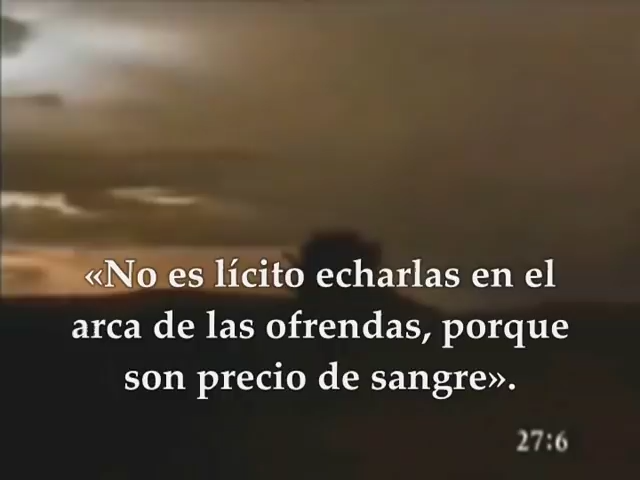 «No es lícito echarlas en el
arca de las ofrendas, porque
son precio de sangre».
27:6